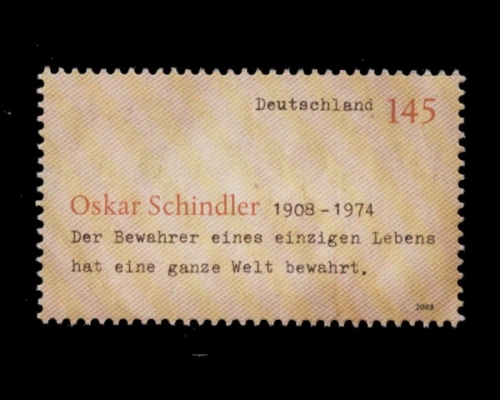 Deutschland 145
Oskar Schindler 1908-1974
Der Bewahrer eines einzigen Lebens
hat eine ganze Welt bewahrt.
2008